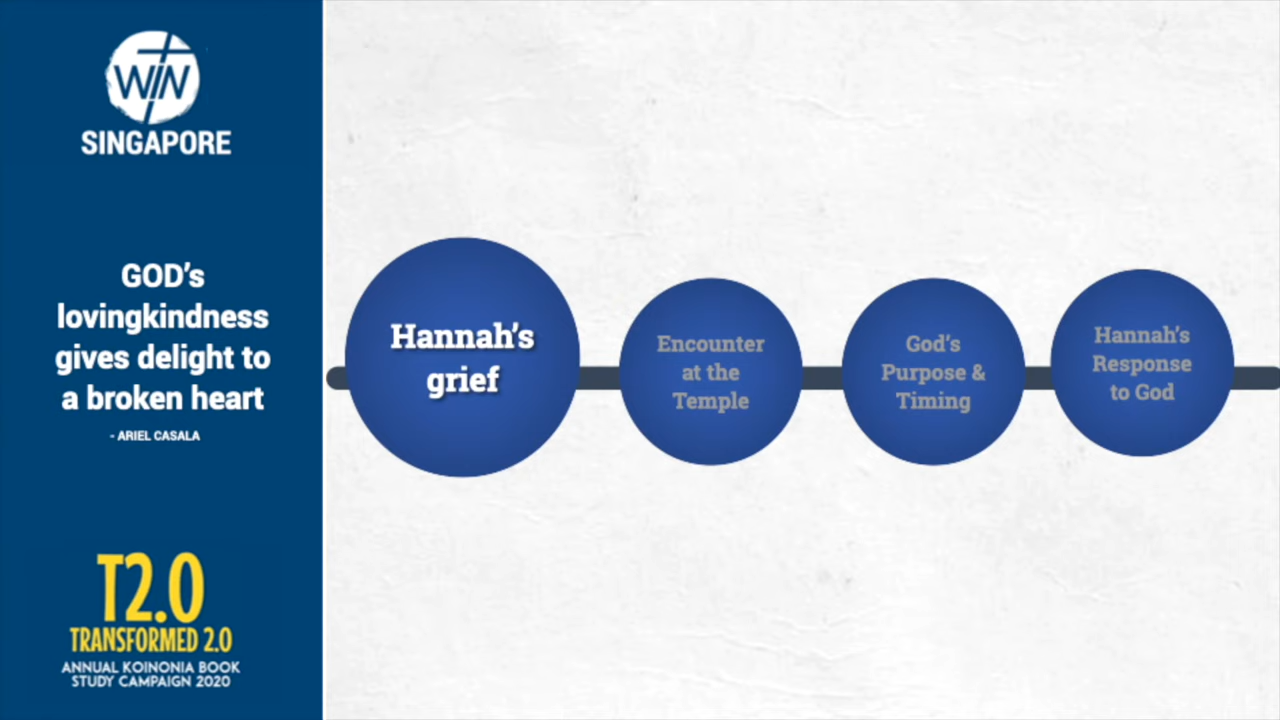 WIN
SINGAPORE
GOD's
lovingkindness
gives delight to
a broken heart
- ARIEL CASALA
T2.0
TRANSFORMED 2.0
ANNUAL KOINONIA BOOK
STUDY CAMPAIGN 2020
Hannah's
grief
Encounter
at the
Temple
God's
Purpose &
Timing
Hannah's
Response
to God